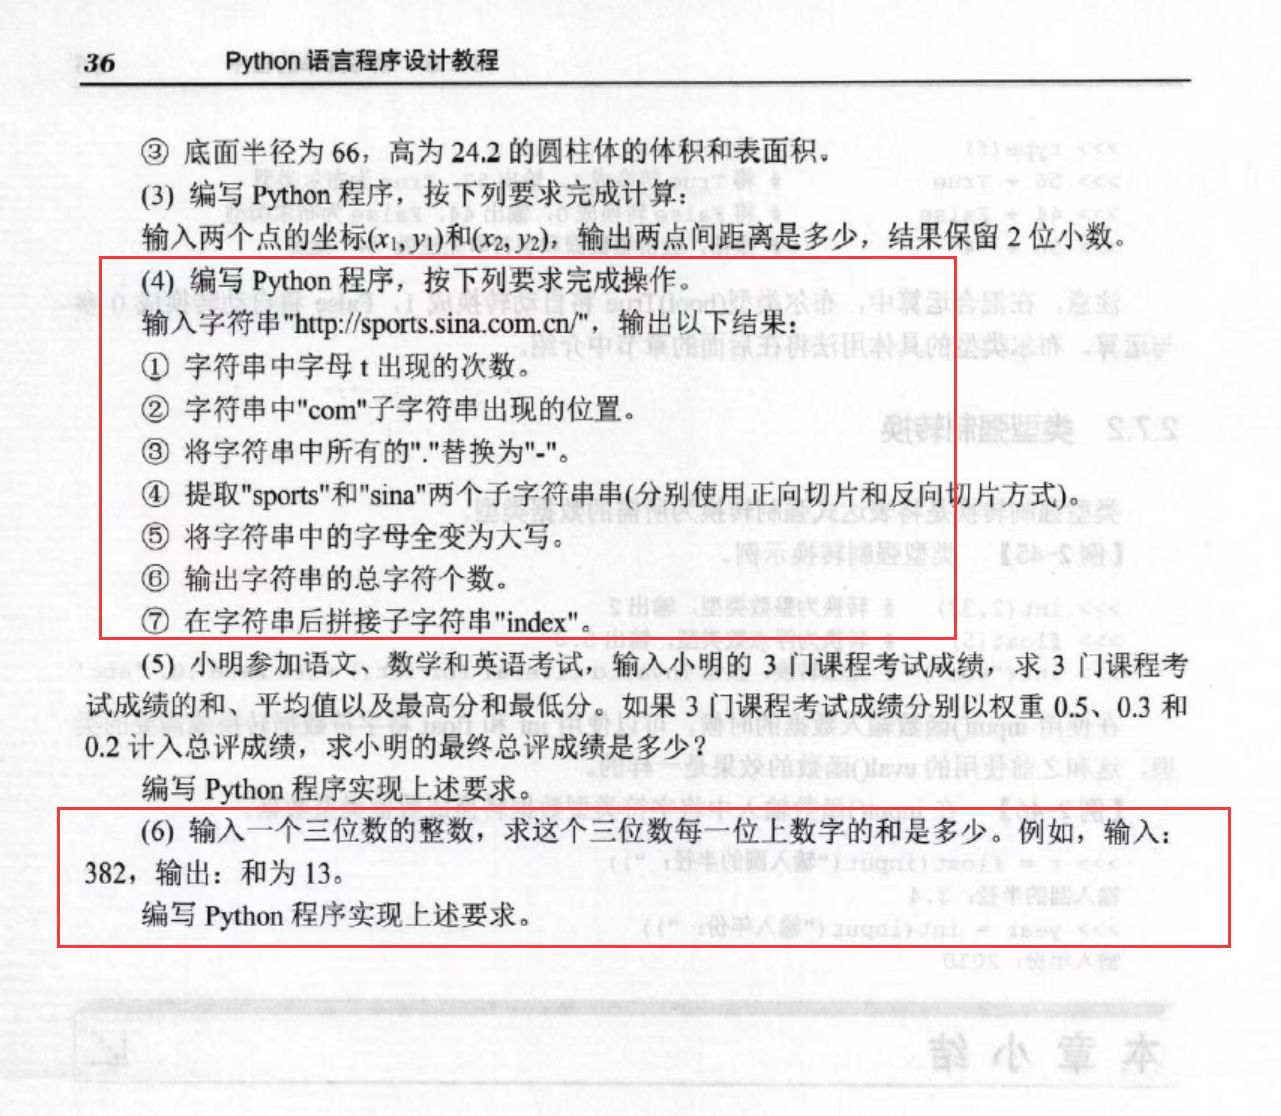 36 Python 语言程序设计教程
③ 底面半径为 66，高为 24.2 的圆柱体的体积和表面积。
(3) 编写 Python 程序，按下列要求完成计算：
输入两个点的坐标(x₁, y₁)和(x₂, y₂)，输出两点间距离是多少，结果保留 2 位小数。
(4) 编写 Python 程序，按下列要求完成操作。
输入字符串"http://sports.sina.com.cn/"，输出以下结果：
① 字符串中字母 t 出现的次数。
② 字符串中"com"子字符串出现的位置。
③ 将字符串中所有的"."替换为"-"。
④ 提取"sports"和"sina"两个子字符串串(分别使用正向切片和反向切片方式)。
⑤ 将字符串中的字母全变为大写。
⑥ 输出字符串的总字符个数。
⑦ 在字符串后拼接子字符串"index"。
(5) 小明参加语文、数学和英语考试，输入小明的 3 门课程考试成绩，求 3 门课程考
试成绩的和、平均值以及最高分和最低分。如果 3 门课程考试成绩分别以权重 0.5、0.3 和
0.2 计入总评成绩，求小明的最终总评成绩是多少？
编写 Python 程序实现上述要求。
(6) 输入一个三位数的整数，求这个三位数每一位上数字的和是多少。例如，输入：
382，输出：和为 13。
编写 Python 程序实现上述要求。